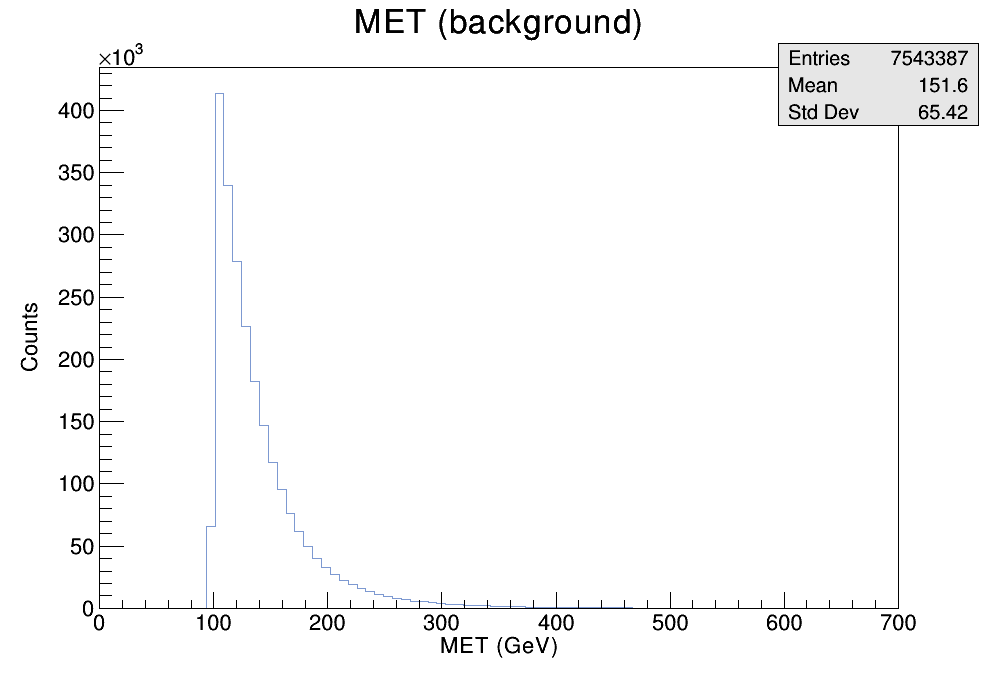 MET (background)
×10³
Entries 7543387
Mean 151.6
Std Dev 65.42
400
350
300
250
200
150
100
50
0
Counts
0 100 200 300 400 500 600 700
MET (GeV)